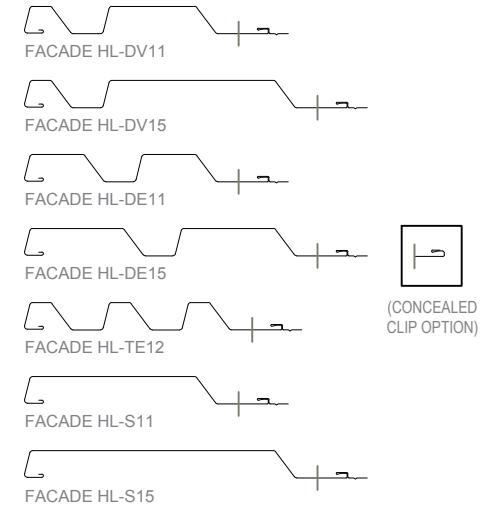 FACADE HL-DV11
FACADE HL-DV15
FACADE HL-DE11
FACADE HL-DE15
(CONCEALED
CLIP OPTION)
FACADE HL-TE12
FACADE HL-S11
FACADE HL-S15